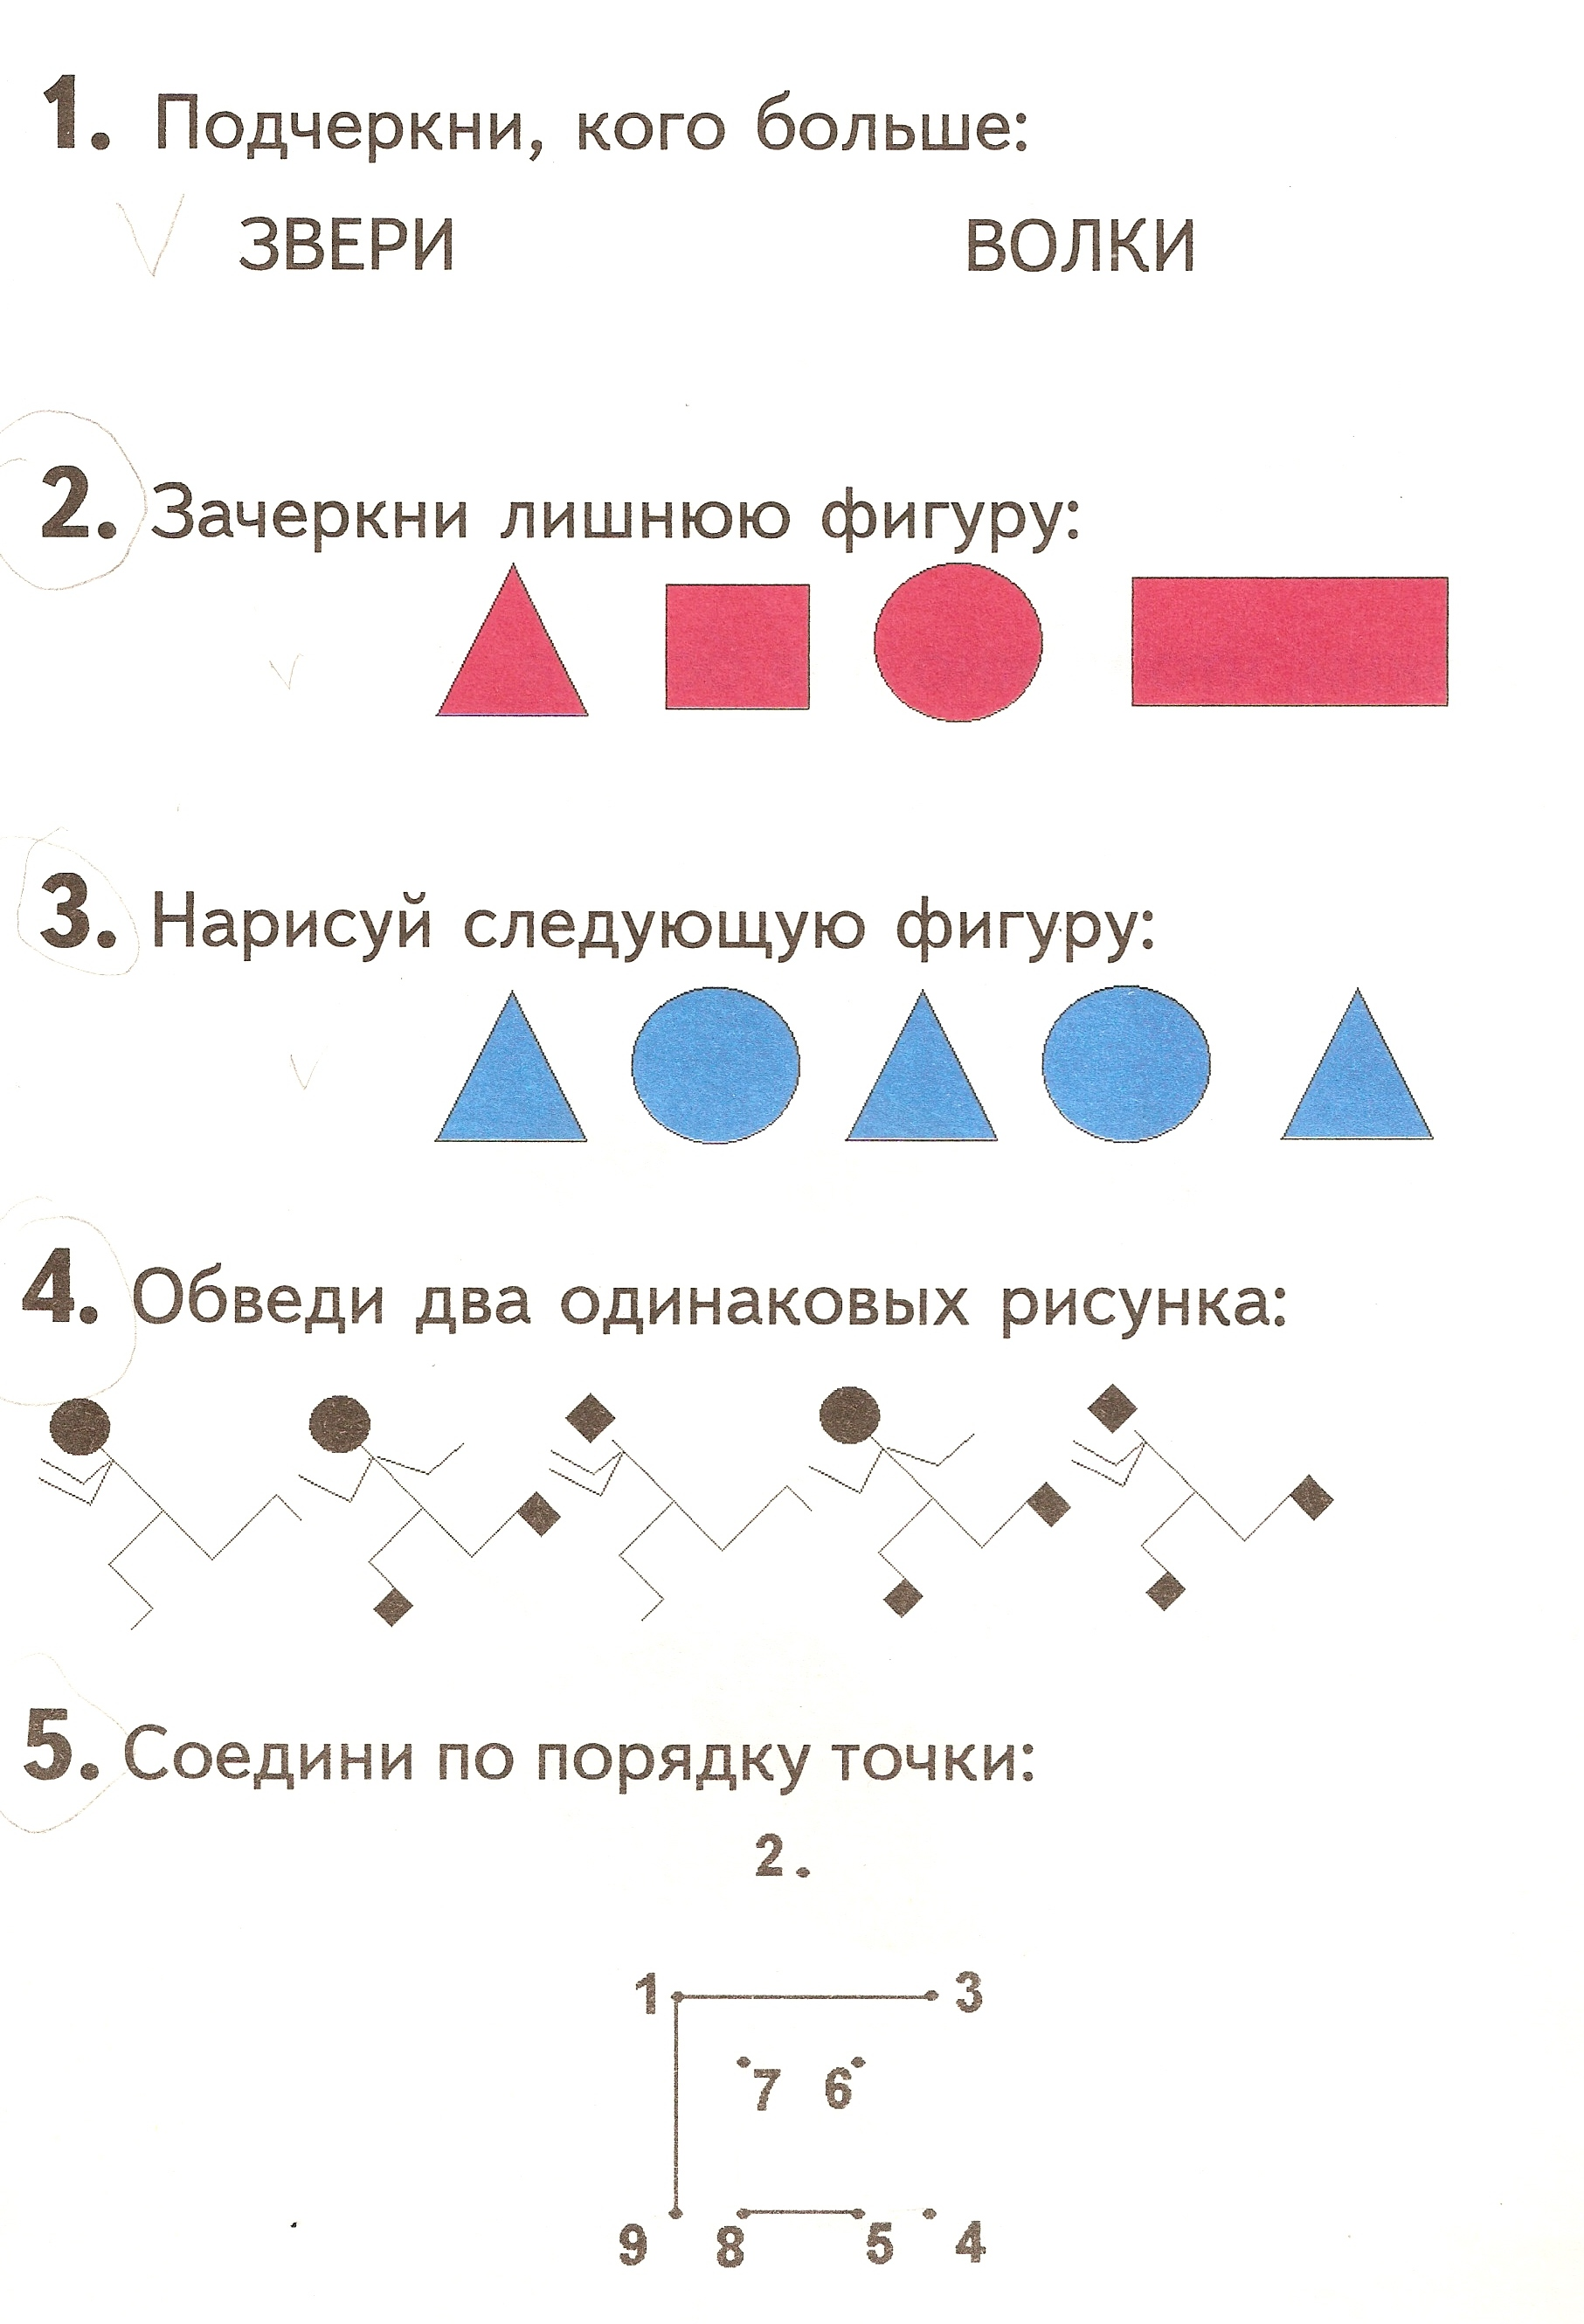 1. Подчеркни, кого больше:
ЗВЕРИ ВОЛКИ
2. Зачеркни лишнюю фигуру:
3. Нарисуй следующую фигуру:
4. Обведи два одинаковых рисунка:
5. Соедини по порядку точки:
2.
1 3
7 6
9 8 5 4